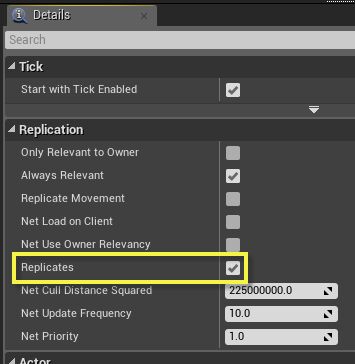 Details
Search
Tick
Start with Tick Enabled
Replication
Only Relevant to Owner
Always Relevant
Replicate Movement
Net Load on Client
Net Use Owner Relevancy
Replicates
Net Cull Distance Squared 225000000.0
Net Update Frequency 10.0
Net Priority 1.0
Actor